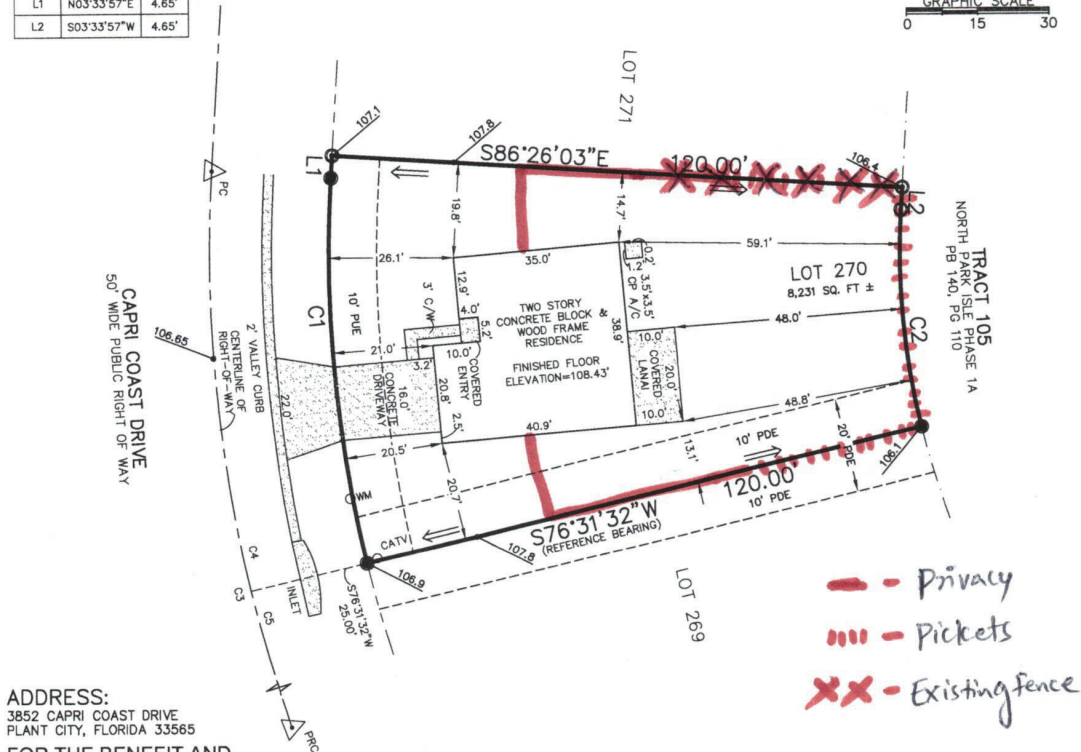 L1 N03°33'57"E 4.65'
L2 S03°33'57"W 4.65'
GRAPHIC SCALE
0 15 30
LOT 271
107.1
107.8
S86°26'03"E 120.00'
106.4
L1
L2
PC
19.8'
14.7'
TRACT 105
NORTH PARK ISLE PHASE 1A
PB 140, PG 110
26.1'
35.0'
0.2'
1.2'
3.5'x3.5'
CP A/C
59.1'
LOT 270
8,231 SQ. FT ±
C1
10' PUE
3' C/W
12.9'
4.0'
5.2'
TWO STORY
CONCRETE BLOCK &
WOOD FRAME
RESIDENCE
FINISHED FLOOR
ELEVATION=108.43'
38.9'
48.0'
C2
CAPRI COAST DRIVE
50' WIDE PUBLIC RIGHT OF WAY
106.65
CENTERLINE OF
RIGHT-OF-WAY
2' VALLEY CURB
22.0'
21.0'
3.2'
10.0'
COVERED
ENTRY
CONCRETE
DRIVEWAY
16.0'
20.8'
2.5'
10.0'
COVERED
LANAI
20.0'
10.0'
48.8'
20.5'
40.9'
13.1'
10' PDE
20' PDE
106.1
WM
20.7'
120.00'
10' PDE
S76°31'32"W
(REFERENCE BEARING)
CATV
107.8
106.9
C4
C3
C5
INLET
S76°31'32"W
25.00'
LOT 269
- Privacy
- Pickets
- Existing fence
PRC
ADDRESS:
3852 CAPRI COAST DRIVE
PLANT CITY, FLORIDA 33565
FOR THE BENEFIT AND